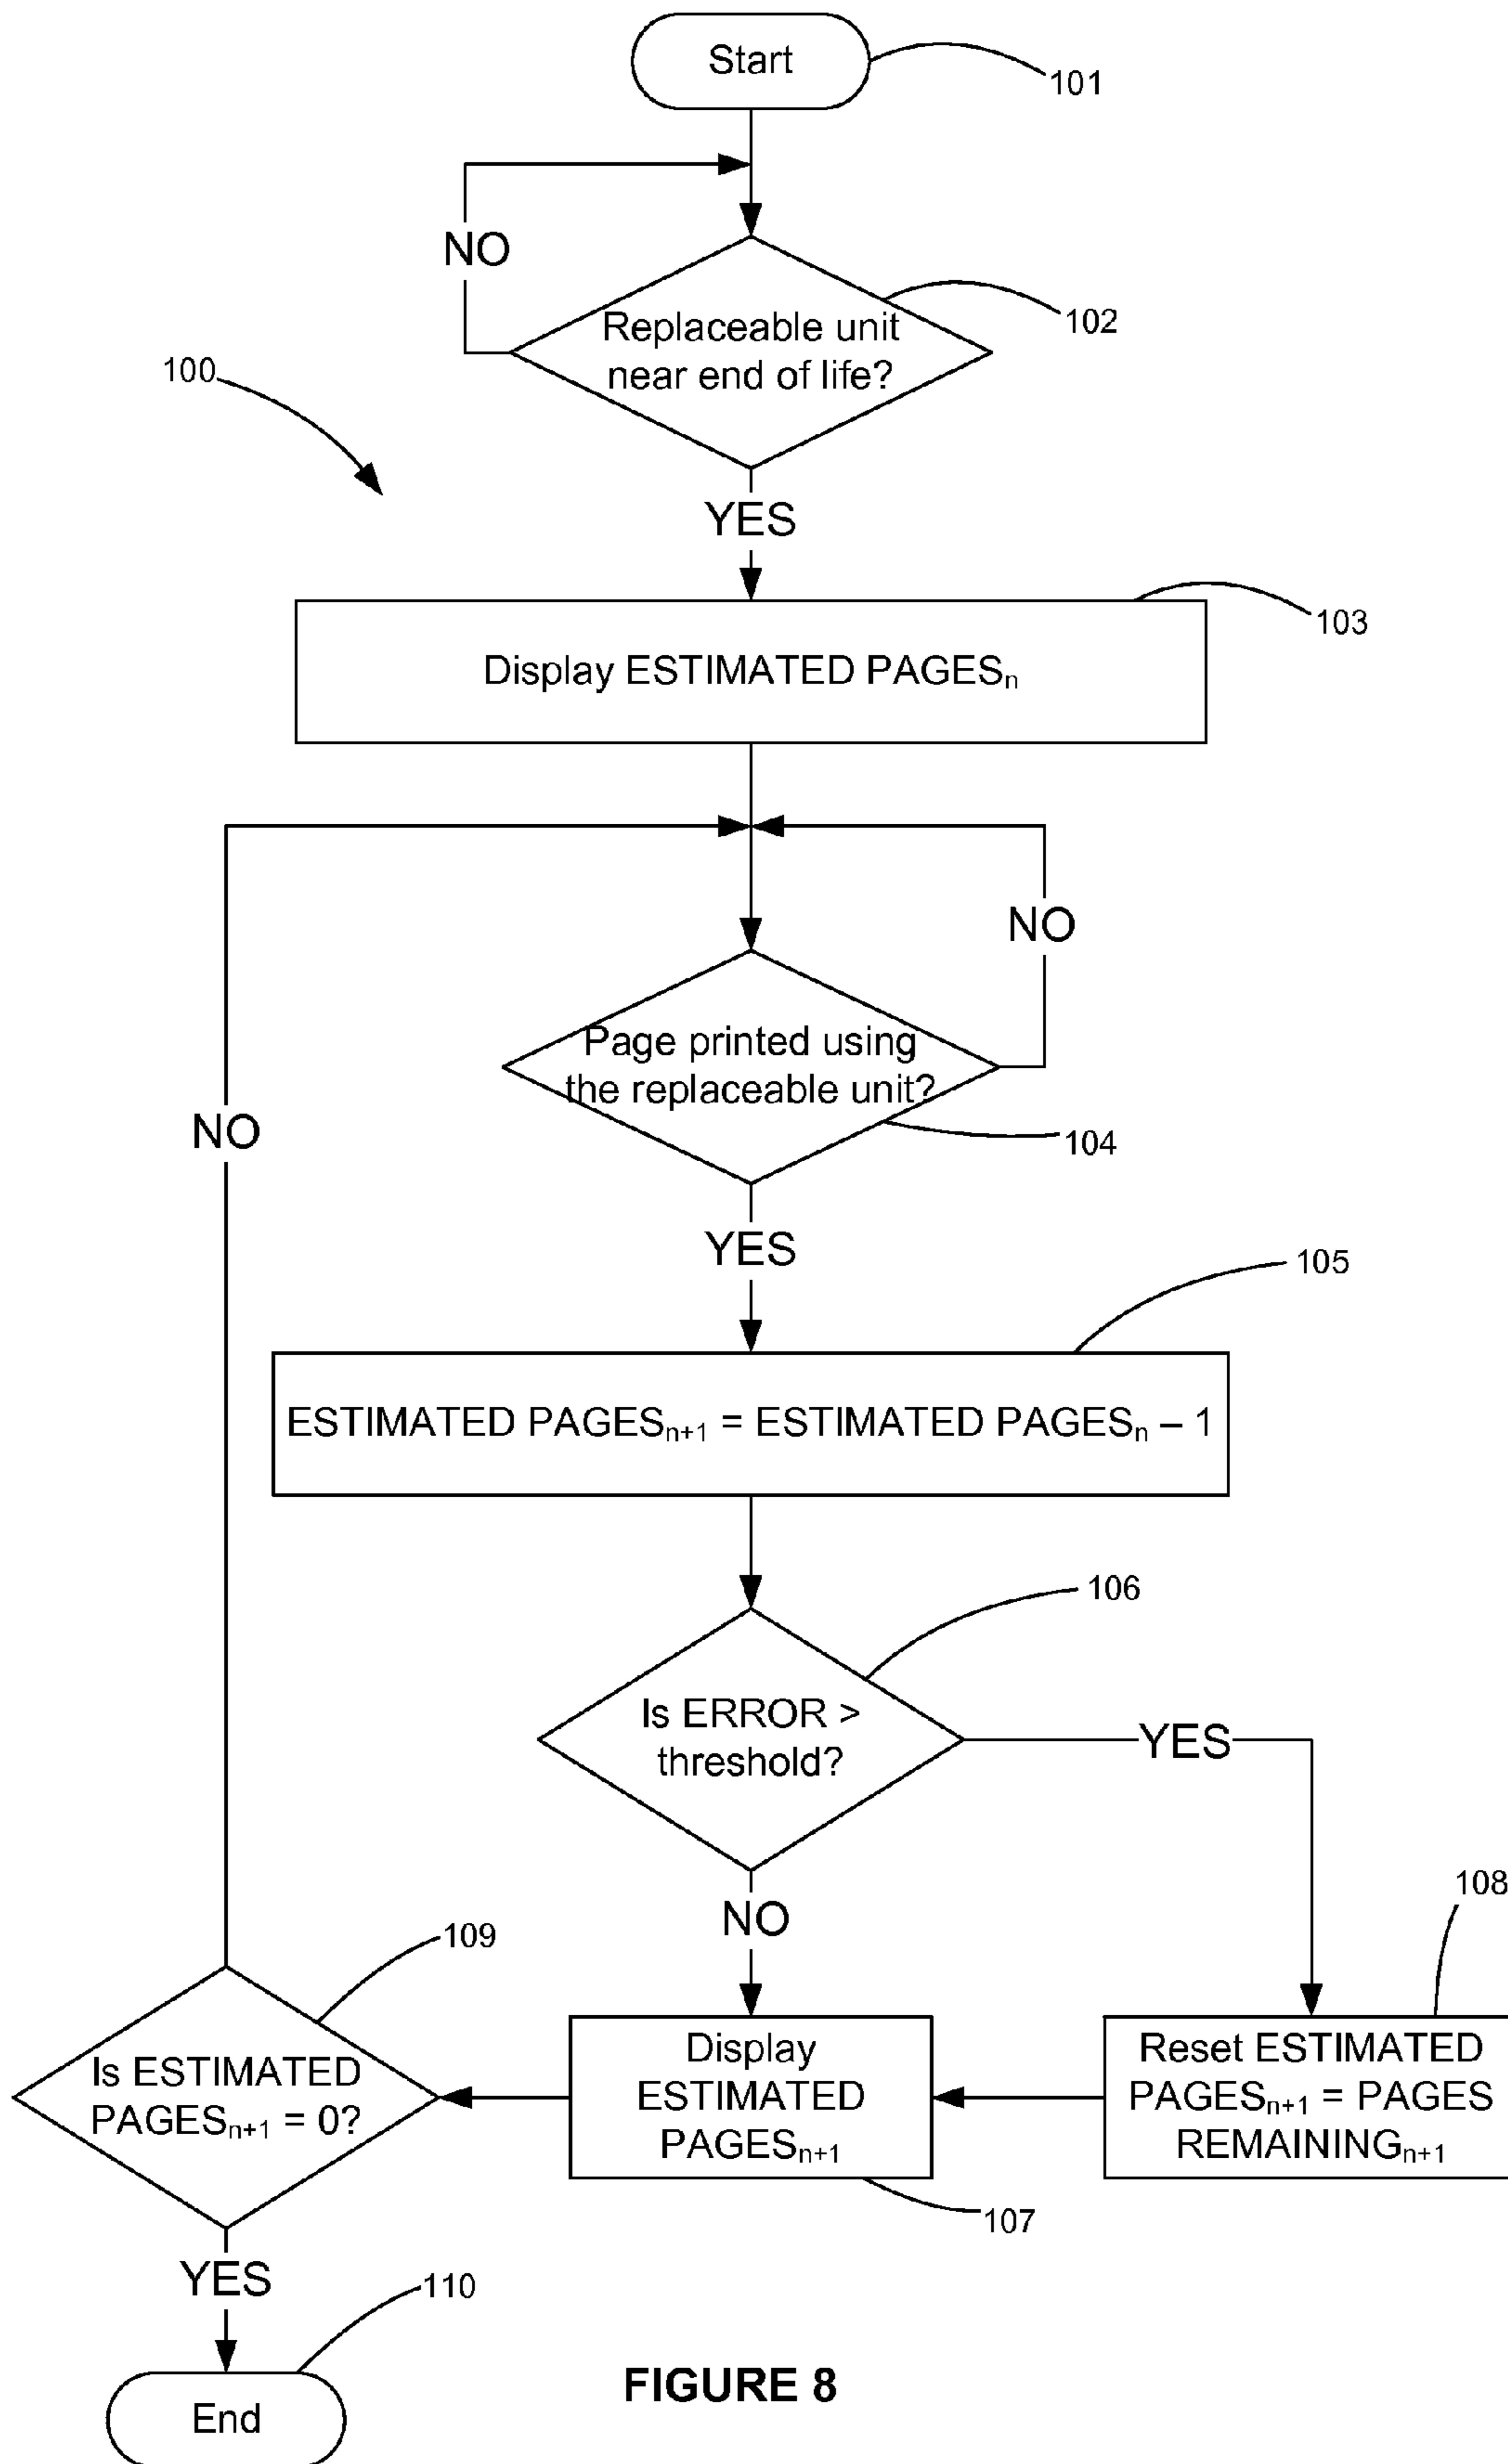 Start
101
NO
Replaceable unit
near end of life?
102
100
YES
103
Display ESTIMATED PAGESₙ
NO
Page printed using
the replaceable unit?
NO
104
YES
105
ESTIMATED PAGESₙ₊₁ = ESTIMATED PAGESₙ – 1
106
Is ERROR >
threshold?
YES
108
NO
109
Is ESTIMATED
PAGESₙ₊₁ = 0?
Display
ESTIMATED
PAGESₙ₊₁
Reset ESTIMATED
PAGESₙ₊₁ = PAGES
REMAININGₙ₊₁
107
YES
110
End
FIGURE 8